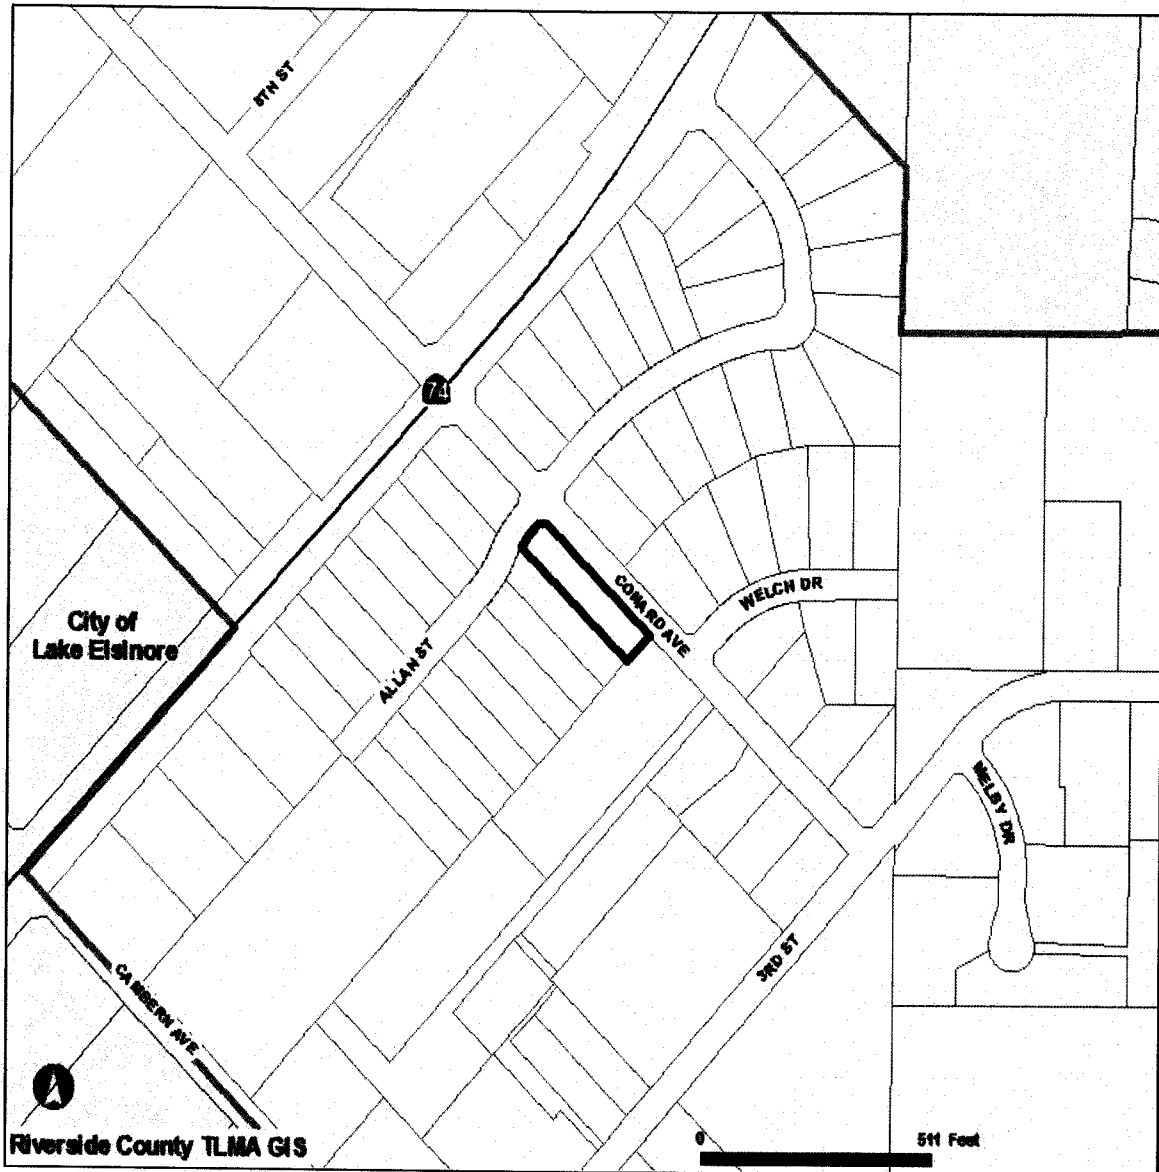 5TH ST
74
CONARD AVE
WELCH DR
City of
Lake Elsinore
ALLAN ST
WELBY DR
3RD ST
CAMBERN AVE
Riverside County TLMA GIS
0
511 Feet